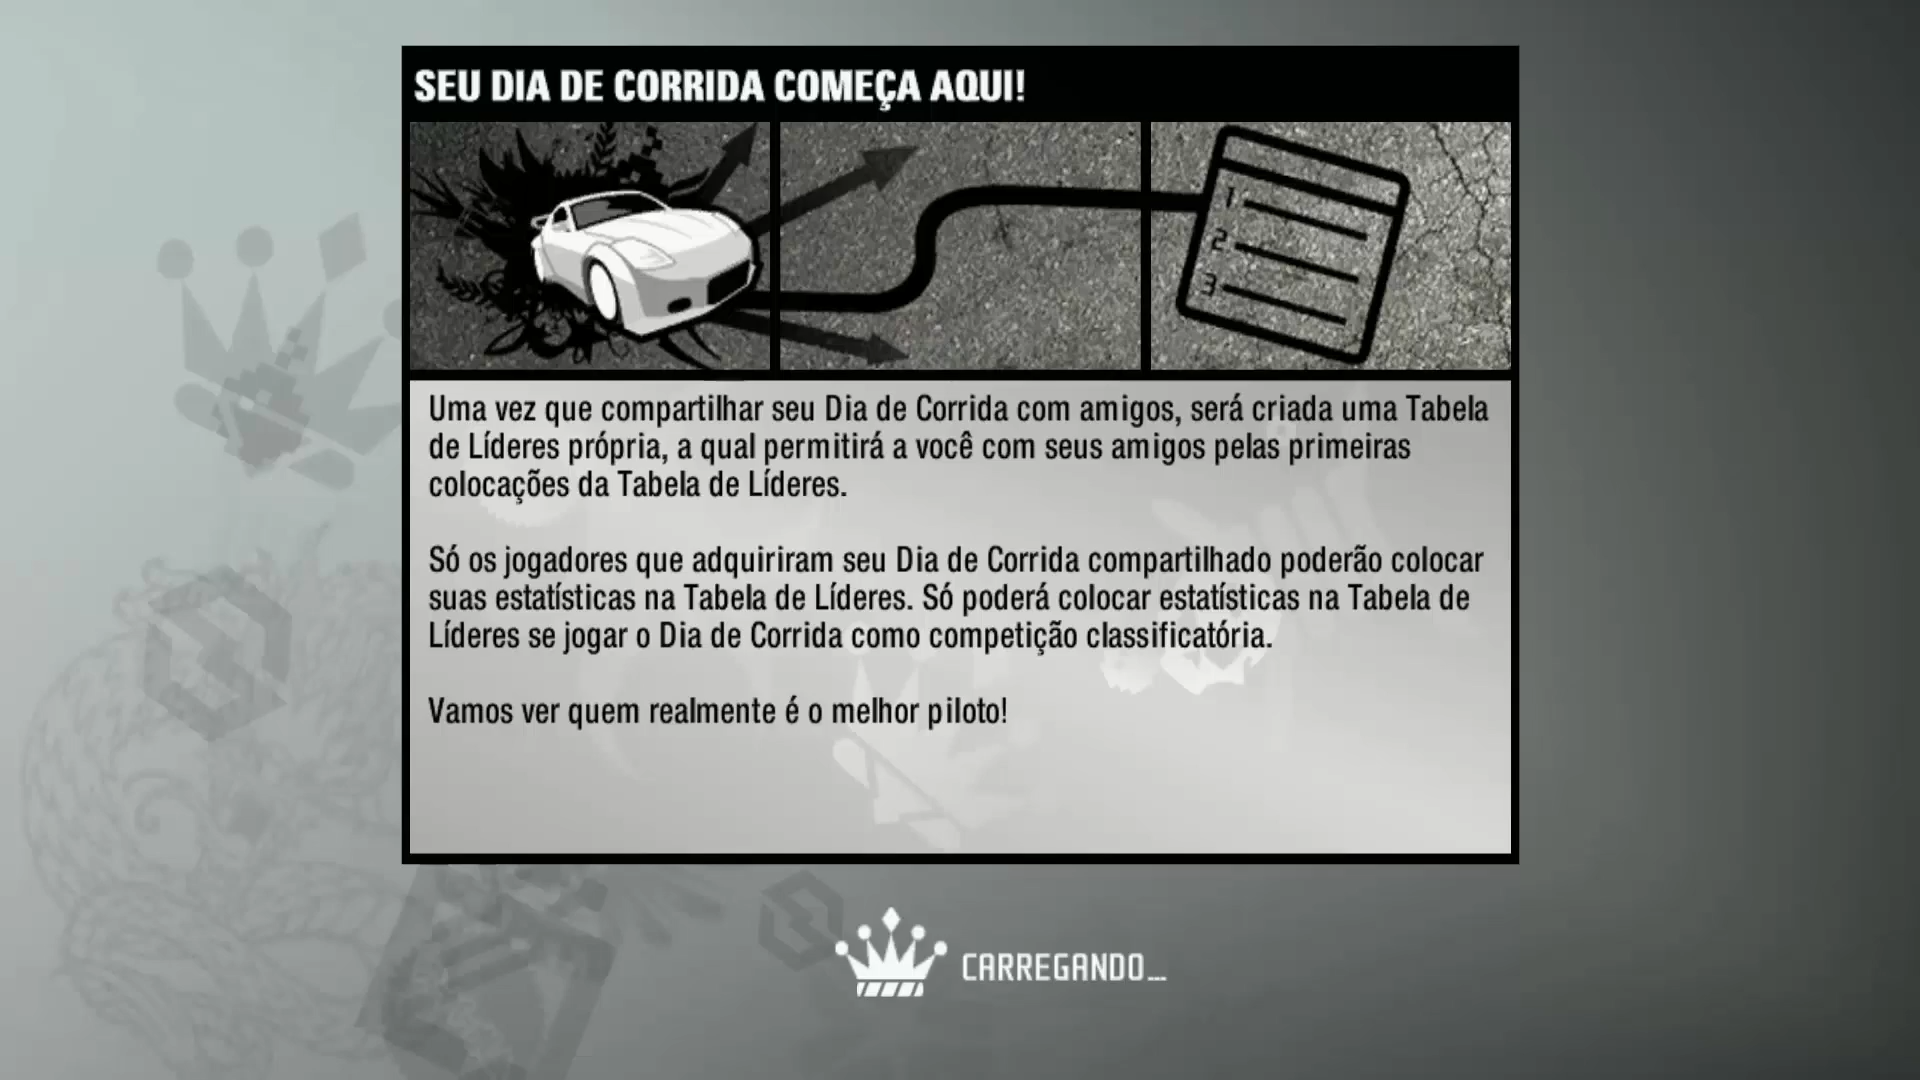 SEU DIA DE CORRIDA COMEÇA AQUI!
1
2
3
Uma vez que compartilhar seu Dia de Corrida com amigos, será criada uma Tabela
de Líderes própria, a qual permitirá a você com seus amigos pelas primeiras
colocações da Tabela de Líderes.
Só os jogadores que adquiriram seu Dia de Corrida compartilhado poderão colocar
suas estatísticas na Tabela de Líderes. Só poderá colocar estatísticas na Tabela de
Líderes se jogar o Dia de Corrida como competição classificatória.
Vamos ver quem realmente é o melhor piloto!
CARREGANDO...